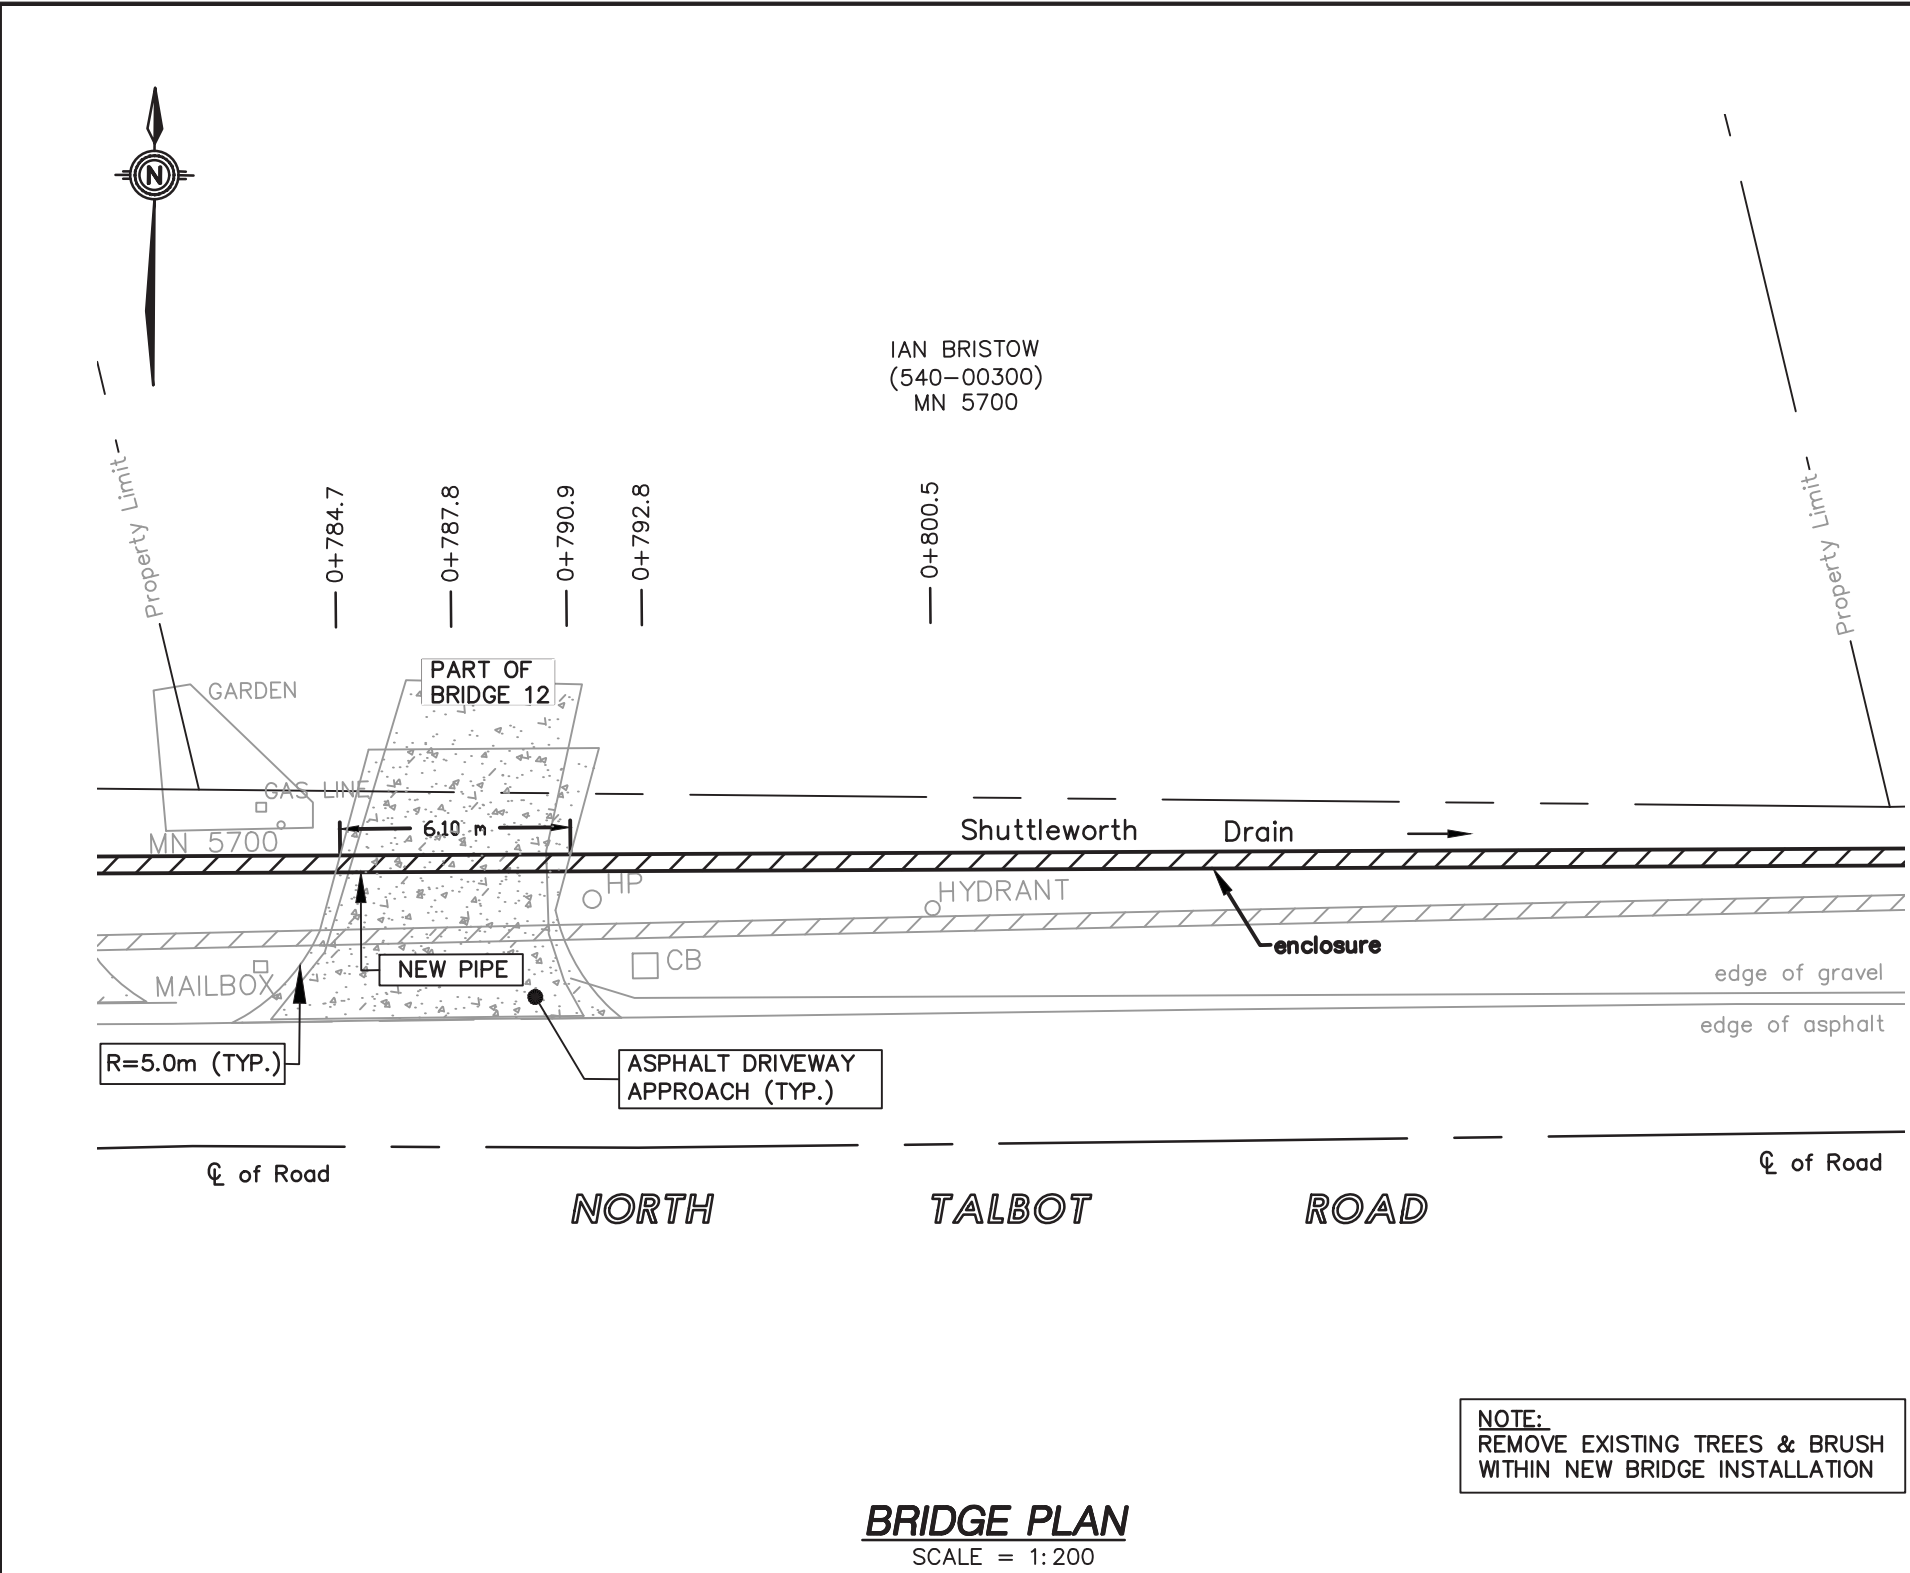 N
IAN BRISTOW
(540-00300)
MN 5700
Property Limit
Property Limit
0+784.7
0+787.8
0+790.9
0+792.8
0+800.5
PART OF
BRIDGE 12
GARDEN
GAS LINE
MN 5700
6.10 m
Shuttleworth Drain
HP
HYDRANT
enclosure
NEW PIPE
CB
MAILBOX
edge of gravel
edge of asphalt
R=5.0m (TYP.)
ASPHALT DRIVEWAY
APPROACH (TYP.)
℄ of Road
℄ of Road
NORTH TALBOT ROAD
NOTE:
REMOVE EXISTING TREES & BRUSH
WITHIN NEW BRIDGE INSTALLATION
BRIDGE PLAN
SCALE = 1:200